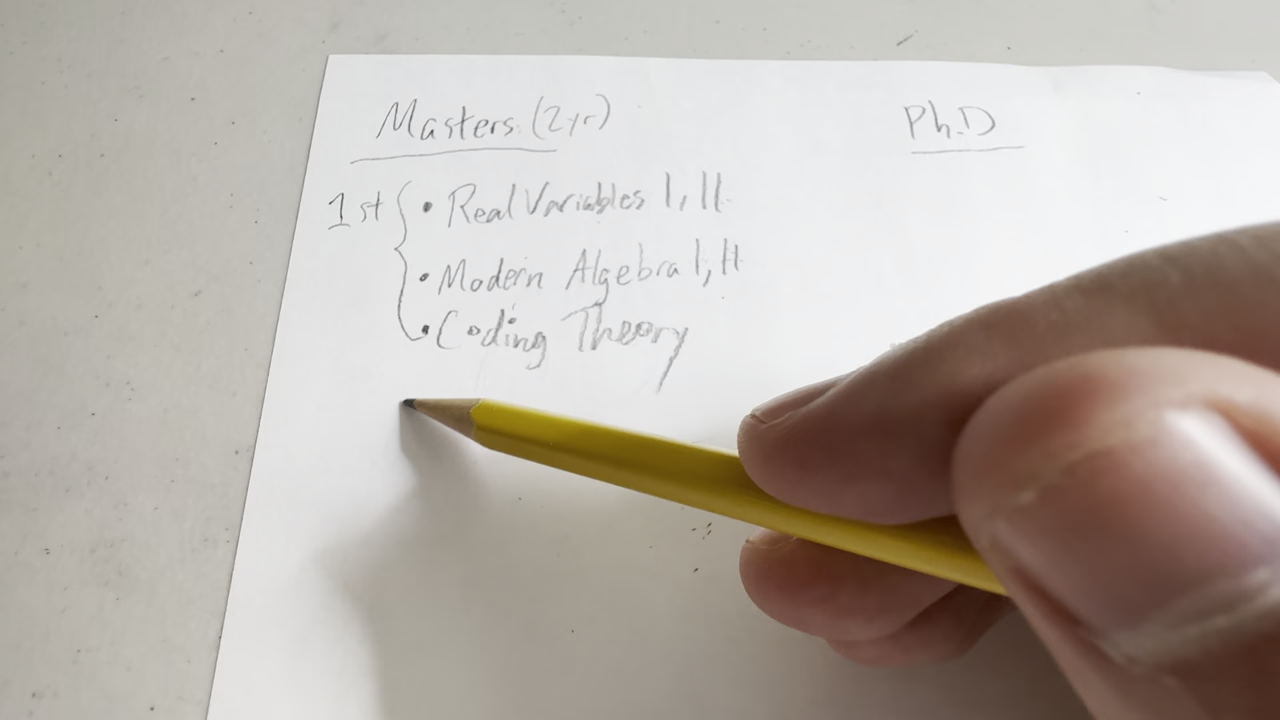 Masters (2yr)
Ph.D
1st
• Real Variables I, II
• Modern Algebra I, II
• Coding Theory